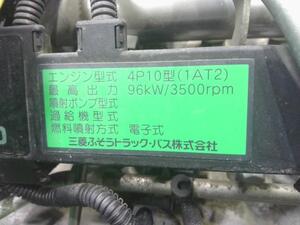 エンジン型式 4P10型(1AT2)
最高出力 96kW/3500rpm
噴射ポンプ型式
過給機型式
燃料噴射方式 電子式
三菱ふそうトラック・バス株式会社